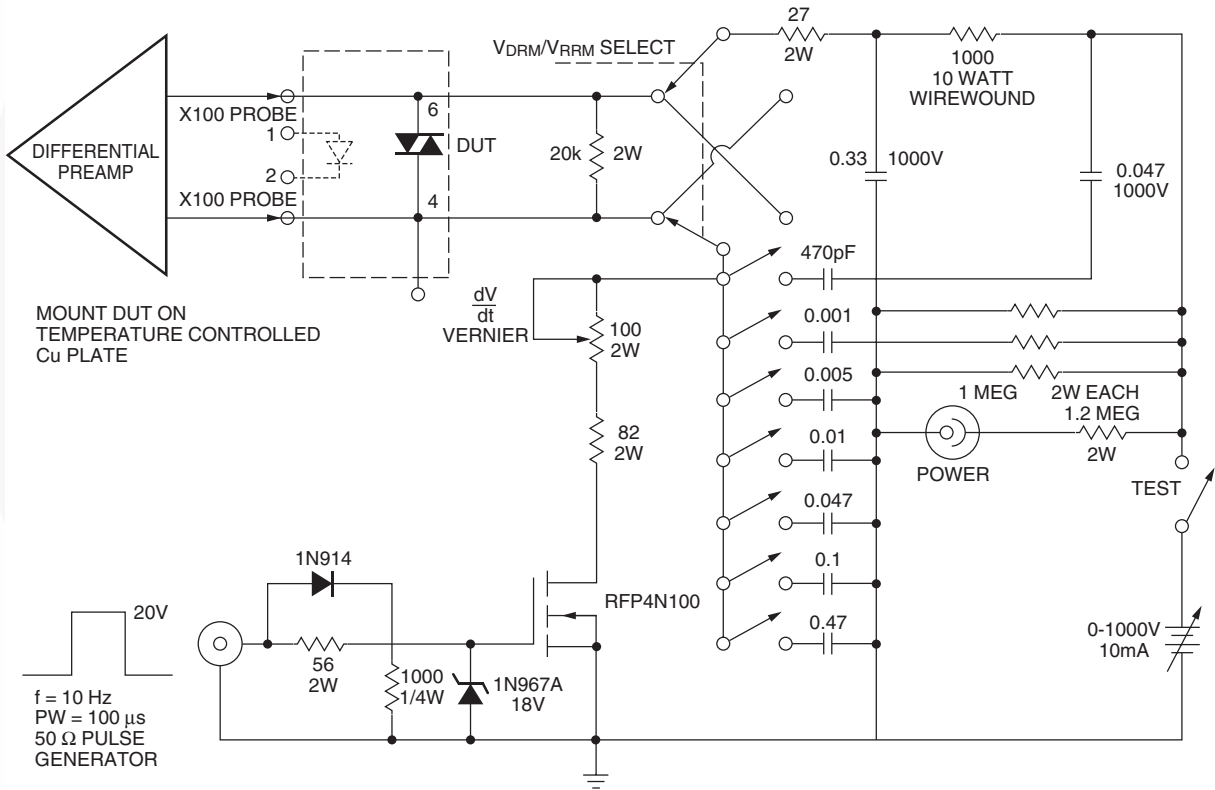 27
2W
V_DRM/V_RRM SELECT
1000
10 WATT
WIREWOUND
X100 PROBE
6
DUT
DIFFERENTIAL
PREAMP
1
2
20k
2W
0.33
1000V
0.047
1000V
X100 PROBE
4
470pF
MOUNT DUT ON
TEMPERATURE CONTROLLED
Cu PLATE
dV
dt
VERNIER
100
2W
0.001
0.005
1 MEG
2W EACH
1.2 MEG
82
2W
0.01
POWER
2W
TEST
0.047
1N914
0.1
RFP4N100
20V
0.47
0-1000V
10mA
56
2W
1000
1/4W
1N967A
18V
f = 10 Hz
PW = 100 μs
50 Ω PULSE
GENERATOR